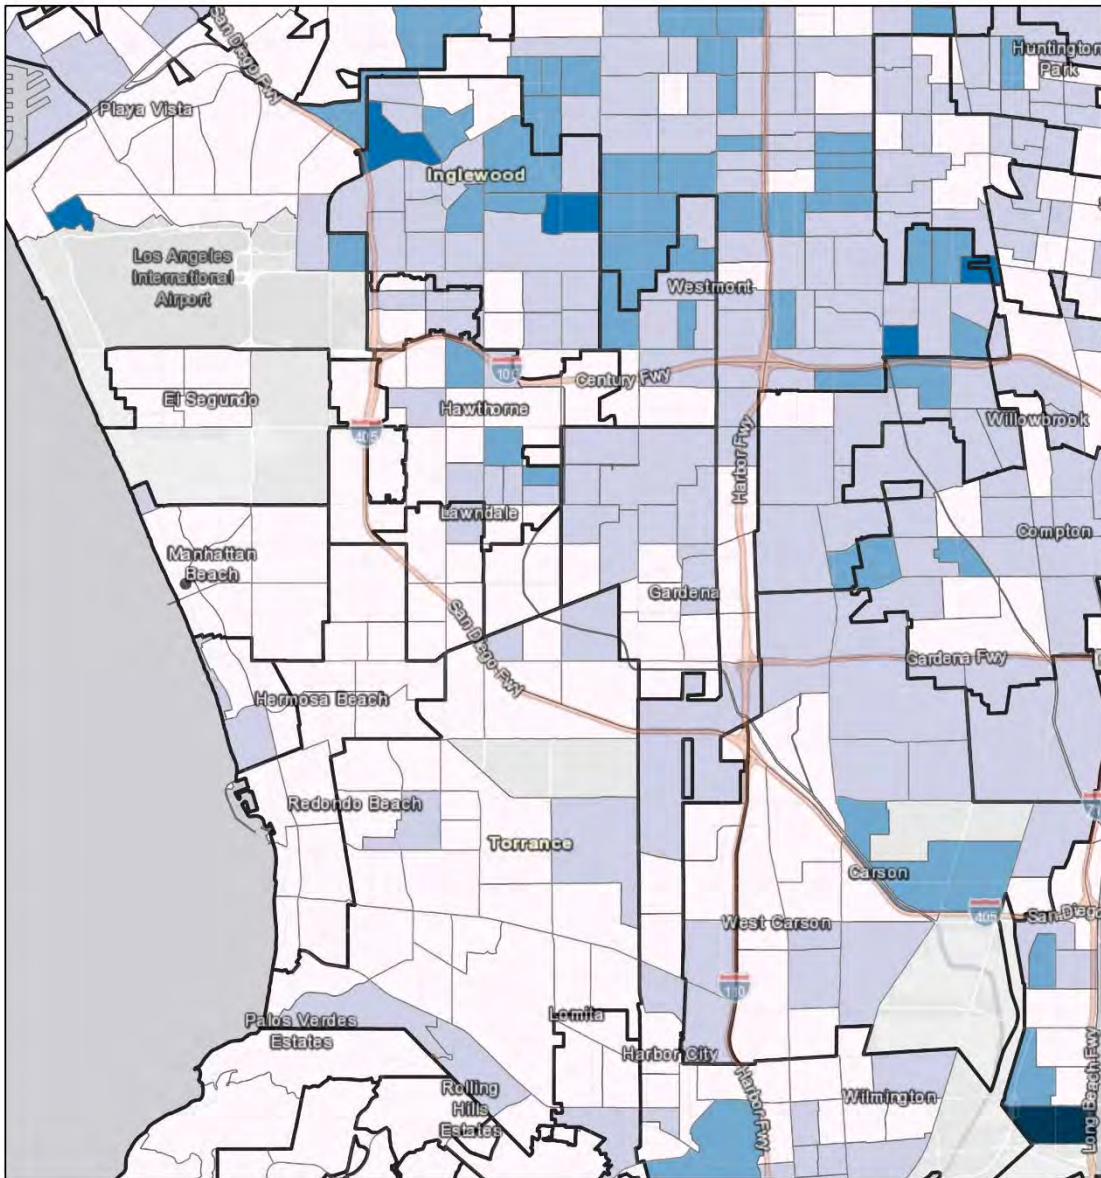 San Diego Fwy
Huntington
Park
Playa Vista
Inglewood
Los Angeles
International
Airport
Westmont
El Segundo
Century Fwy
Hawthorne
405
Harbor Fwy
Willowbrook
Lawndale
Compton
Manhattan
Beach
Gardena
San Diego Fwy
Gardena Fwy
Hermosa Beach
Redondo Beach
Torrance
Carson
405
San Diego
West Carson
110
Palos Verdes
Estates
Lomita
Harbor City
Rolling
Hills
Estates
Harbor Fwy
Wilmington
Long Beach Fwy